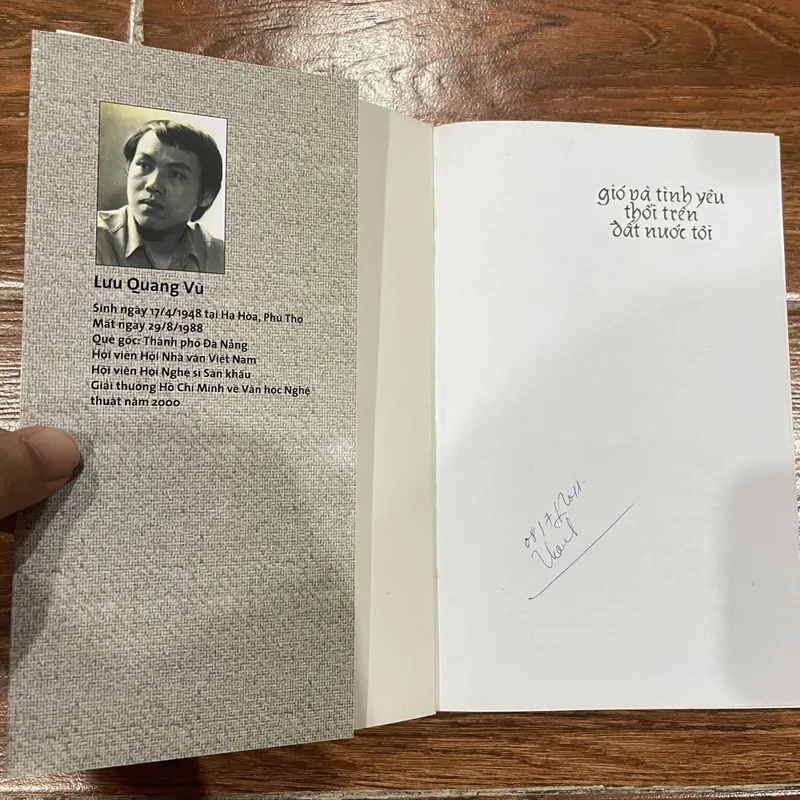 Lưu Quang Vũ
Sinh ngày 17/4/1948 tại Hạ Hòa, Phú Thọ
Mất ngày 29/8/1988
Quê gốc: Thành phố Đà Nẵng
Hội viên Hội Nhà văn Việt Nam
Hội viên Hội Nghệ sĩ Sân khấu
Giải thưởng Hồ Chí Minh về Văn học Nghệ
thuật năm 2000
gió và tình yêu
thổi trên
đất nước tôi